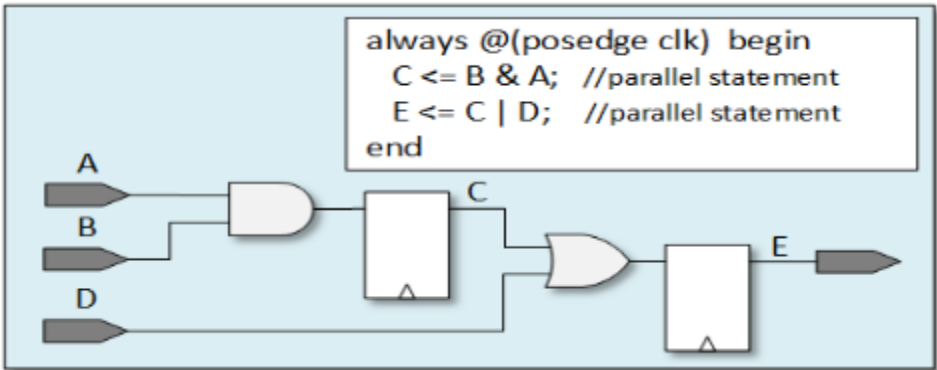 always @(posedge clk) begin
C <= B & A; //parallel statement
E <= C | D; //parallel statement
end
A
C
B
E
D